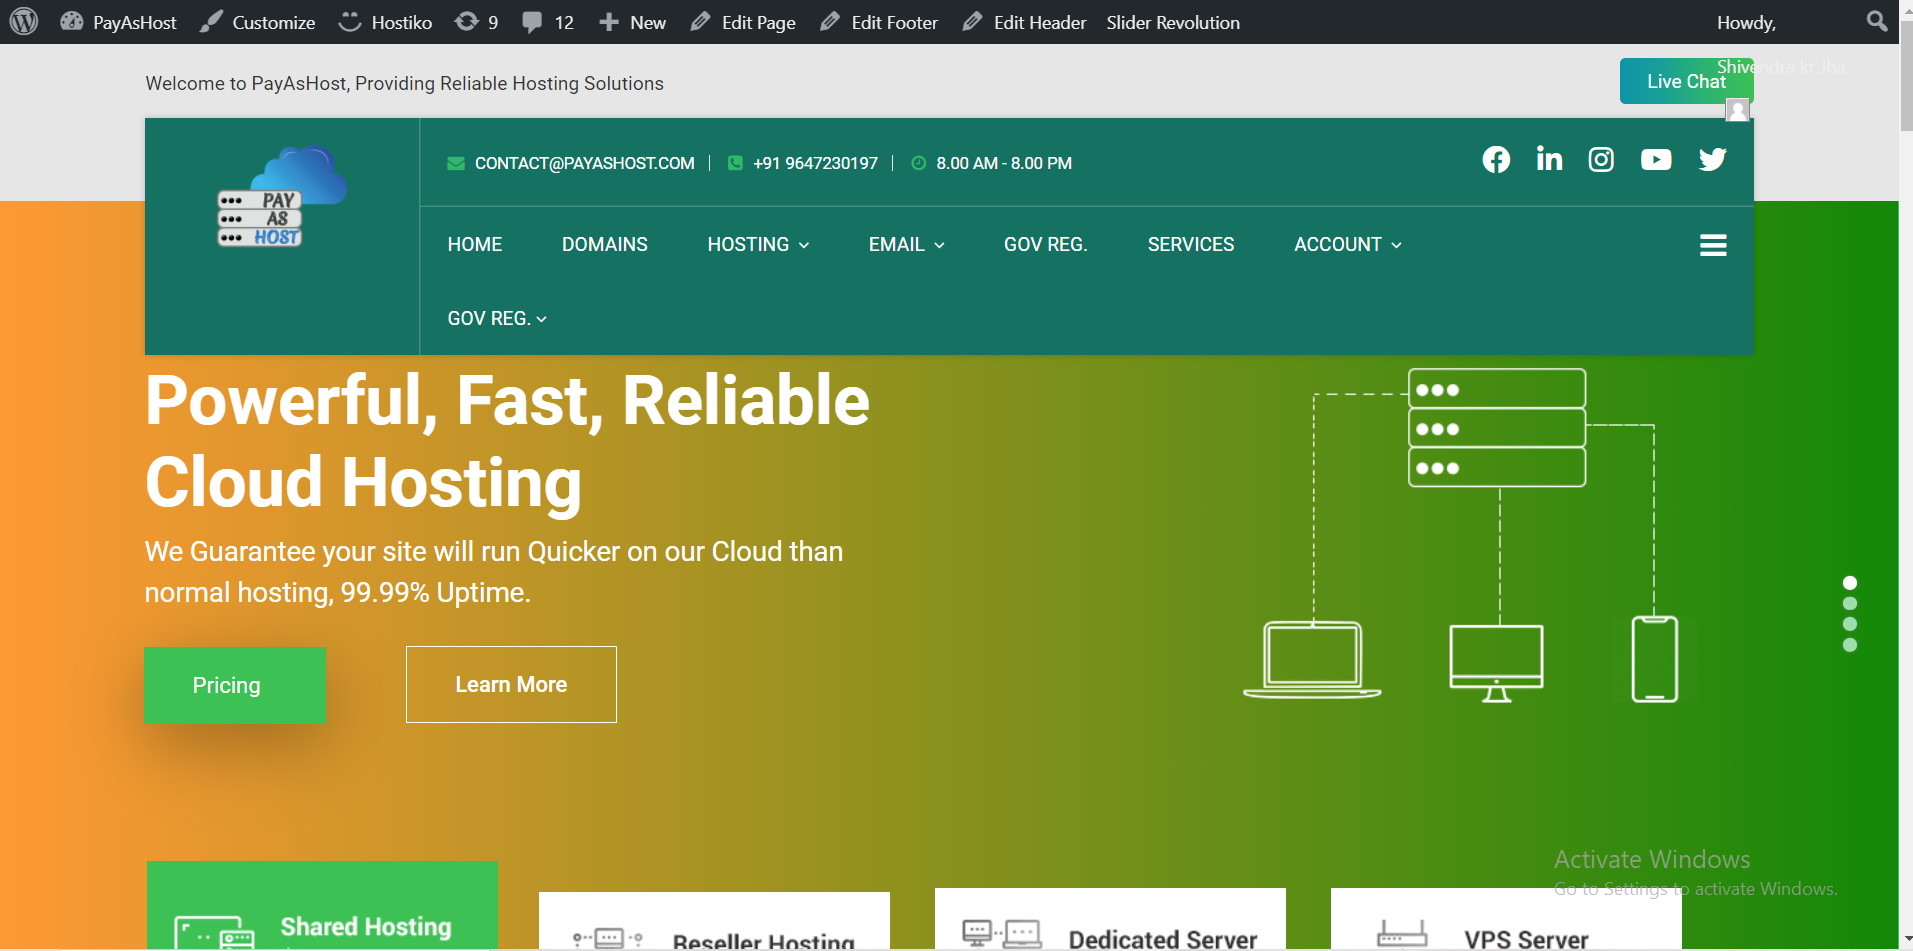 PayAsHost Customize Hostiko 9 12 New Edit Page Edit Footer Edit Header Slider Revolution Howdy,
Shivendra kr Jha
Welcome to PayAsHost, Providing Reliable Hosting Solutions
Live Chat
PAY
AS
HOST
CONTACT@PAYASHOST.COM | +91 9647230197 | 8.00 AM - 8.00 PM
HOME DOMAINS HOSTING EMAIL GOV REG. SERVICES ACCOUNT
GOV REG.
Powerful, Fast, Reliable
Cloud Hosting
We Guarantee your site will run Quicker on our Cloud than
normal hosting, 99.99% Uptime.
Pricing
Learn More
Activate Windows
Go to Settings to activate Windows.
Shared Hosting
Reseller Hosting
Dedicated Server
VPS Server